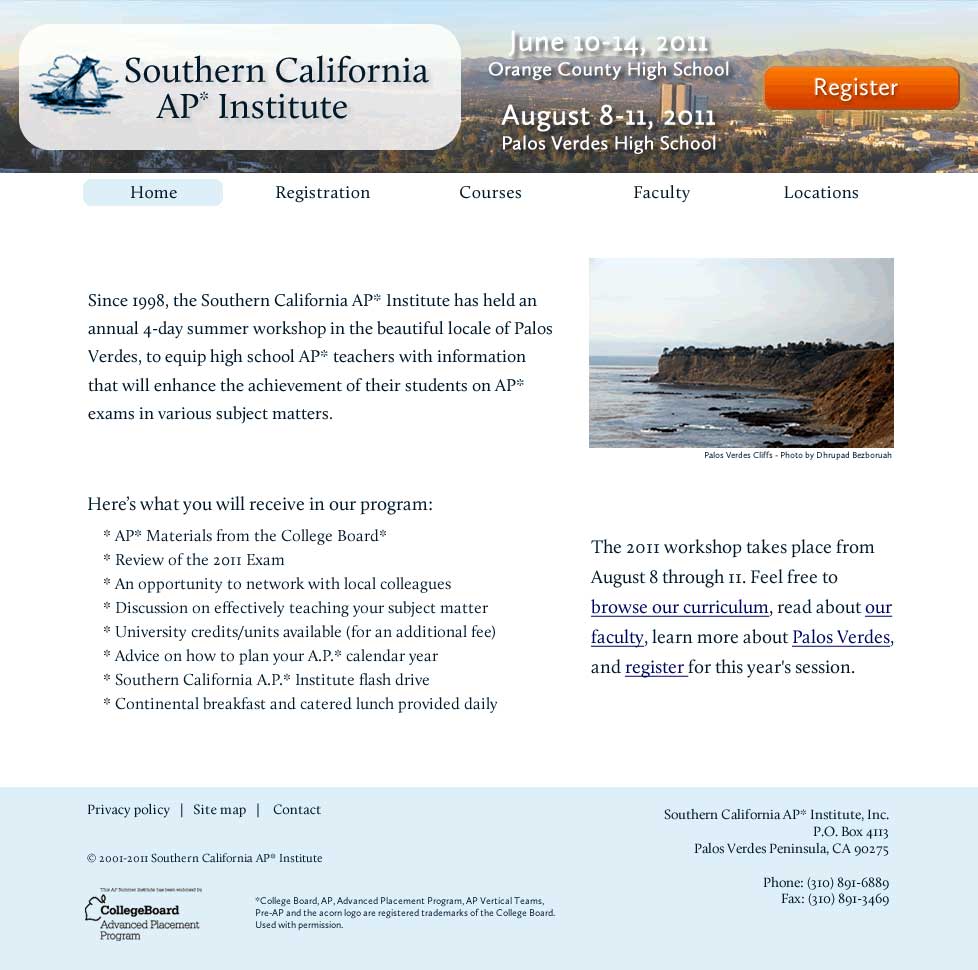 Southern California
AP* Institute
June 10-14, 2011
Orange County High School
August 8-11, 2011
Palos Verdes High School
Register
Home
Registration
Courses
Faculty
Locations
Since 1998, the Southern California AP* Institute has held an
annual 4-day summer workshop in the beautiful locale of Palos
Verdes, to equip high school AP* teachers with information
that will enhance the achievement of their students on AP*
exams in various subject matters.
Palos Verdes Cliffs - Photo by Dhrupad Bezboruah
Here's what you will receive in our program:
* AP* Materials from the College Board*
* Review of the 2011 Exam
* An opportunity to network with local colleagues
* Discussion on effectively teaching your subject matter
* University credits/units available (for an additional fee)
* Advice on how to plan your A.P.* calendar year
* Southern California A.P.* Institute flash drive
* Continental breakfast and catered lunch provided daily
The 2011 workshop takes place from
August 8 through 11. Feel free to
browse our curriculum, read about our
faculty, learn more about Palos Verdes,
and register for this year's session.
Privacy policy | Site map | Contact
© 2001-2011 Southern California AP* Institute
This AP Summer Institute has been endorsed by
CollegeBoard
Advanced Placement
Program
*College Board, AP, Advanced Placement Program, AP Vertical Teams,
Pre-AP and the acorn logo are registered trademarks of the College Board.
Used with permission.
Southern California AP* Institute, Inc.
P.O. Box 4113
Palos Verdes Peninsula, CA 90275
Phone: (310) 891-6889
Fax: (310) 891-3469